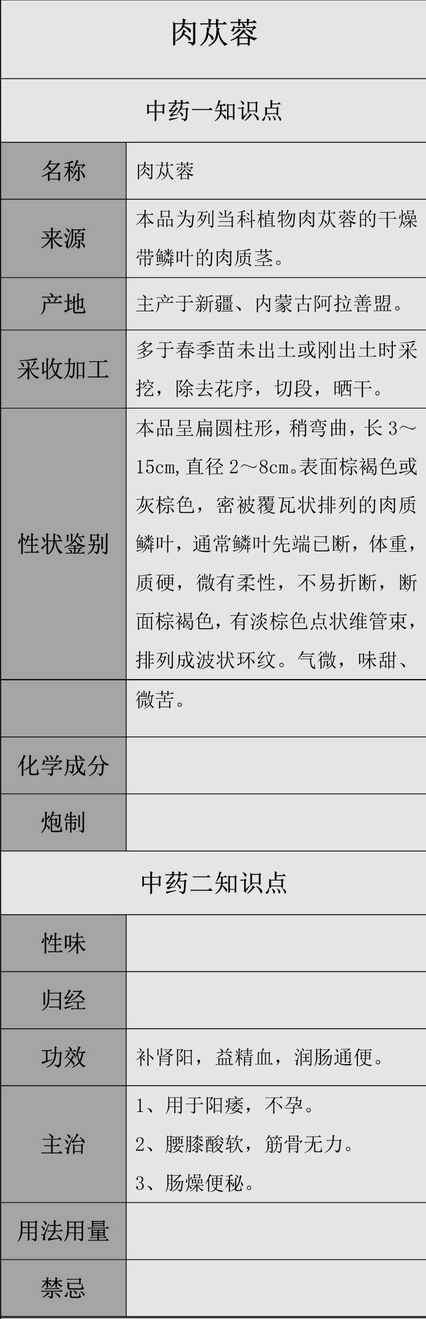 肉苁蓉
中药一知识点
名称
肉苁蓉
来源
本品为列当科植物肉苁蓉的干燥
带鳞叶的肉质茎。
产地
主产于新疆、内蒙古阿拉善盟。
采收加工
多于春季苗未出土或刚出土时采
挖，除去花序，切段，晒干。
性状鉴别
本品呈扁圆柱形，稍弯曲，长 3～
15cm,直径 2～8cm。表面棕褐色或
灰棕色，密被覆瓦状排列的肉质
鳞叶，通常鳞叶先端已断，体重，
质硬，微有柔性，不易折断，断
面棕褐色，有淡棕色点状维管束，
排列成波状环纹。气微，味甜、
微苦。
化学成分
炮制
中药二知识点
性味
归经
功效
补肾阳，益精血，润肠通便。
主治
1、用于阳痿，不孕。
2、腰膝酸软，筋骨无力。
3、肠燥便秘。
用法用量
禁忌